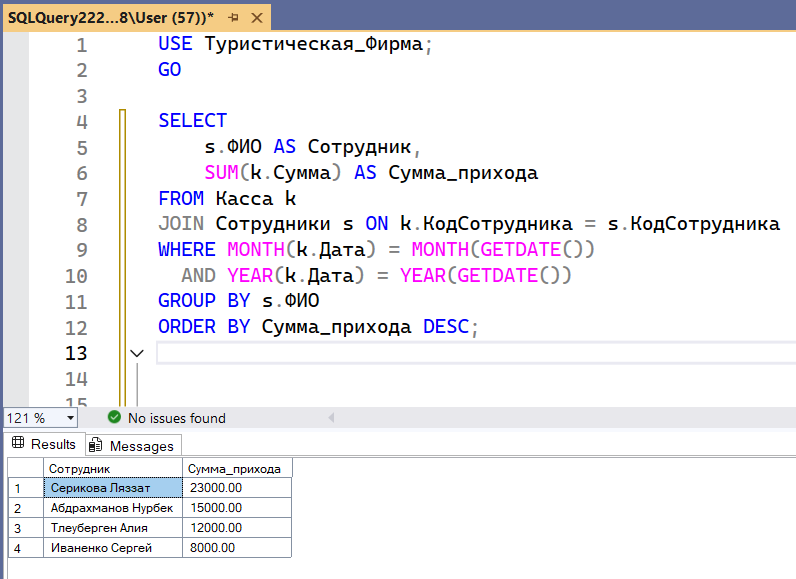 SQLQuery222...8\User (57))*
1 USE Туристическая_Фирма;
2 GO
3
4 SELECT
5 s.ФИО AS Сотрудник,
6 SUM(k.Сумма) AS Сумма_прихода
7 FROM Касса k
8 JOIN Сотрудники s ON k.КодСотрудника = s.КодСотрудника
9 WHERE MONTH(k.Дата) = MONTH(GETDATE())
10 AND YEAR(k.Дата) = YEAR(GETDATE())
11 GROUP BY s.ФИО
12 ORDER BY Сумма_прихода DESC;
13
14
15
121 % No issues found
Results Messages
Сотрудник Сумма_прихода
1 Серикова Ляззат 23000.00
2 Абдрахманов Нурбек 15000.00
3 Тлеуберген Алия 12000.00
4 Иваненко Сергей 8000.00